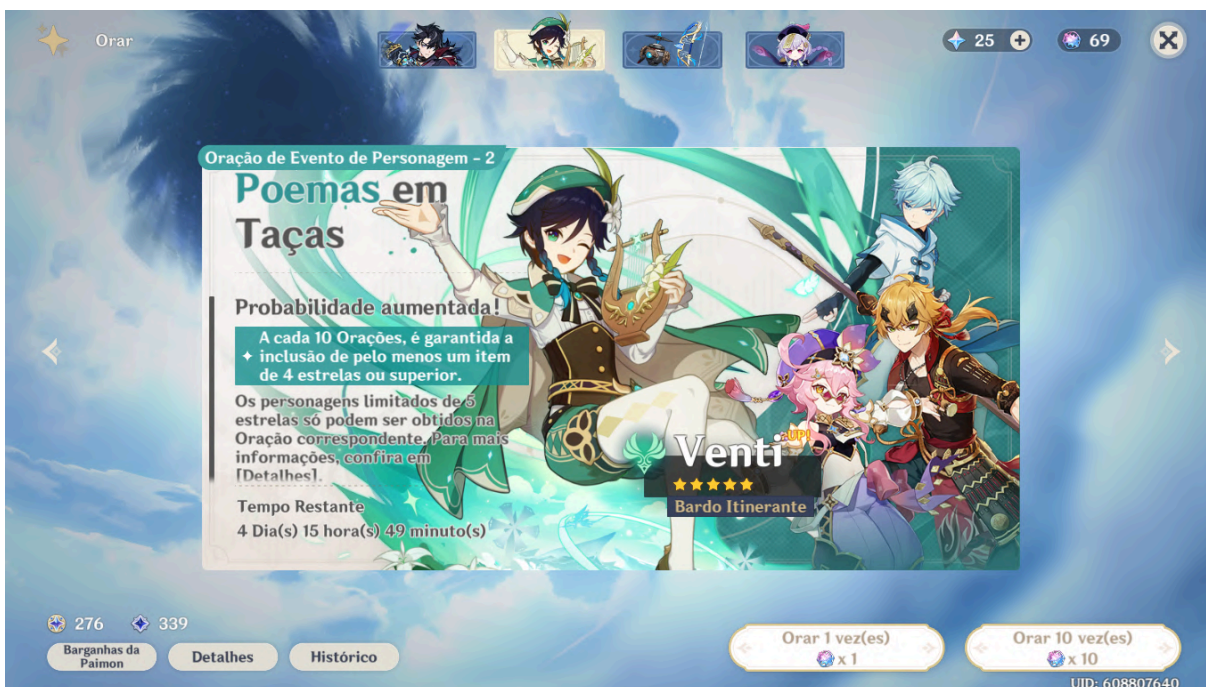 Orar
25
69
Oração de Evento de Personagem - 2
Poemas em
Taças
Probabilidade aumentada!
A cada 10 Orações, é garantida a
inclusão de pelo menos um item
de 4 estrelas ou superior.
Os personagens limitados de 5
estrelas só podem ser obtidos na
Oração correspondente. Para mais
informações, confira em
[Detalhes].
Tempo Restante
4 Dia(s) 15 hora(s) 49 minuto(s)
Venti
UP!
Bardo Itinerante
276
339
Barganhas da
Paimon
Detalhes
Histórico
Orar 1 vez(es)
x 1
Orar 10 vez(es)
x 10
UID: 608807640